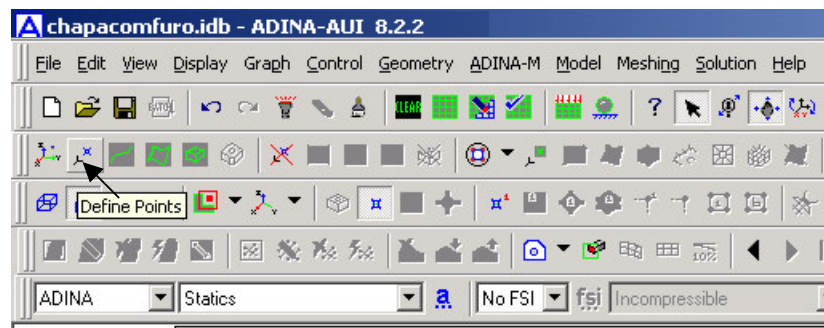 chapacomfuro.idb - ADINA-AUI 8.2.2
File Edit View Display Graph Control Geometry ADINA-M Model Meshing Solution Help
CLEAR ?
Define Points
10%
ADINA Statics a No FSI fsi Incompressible